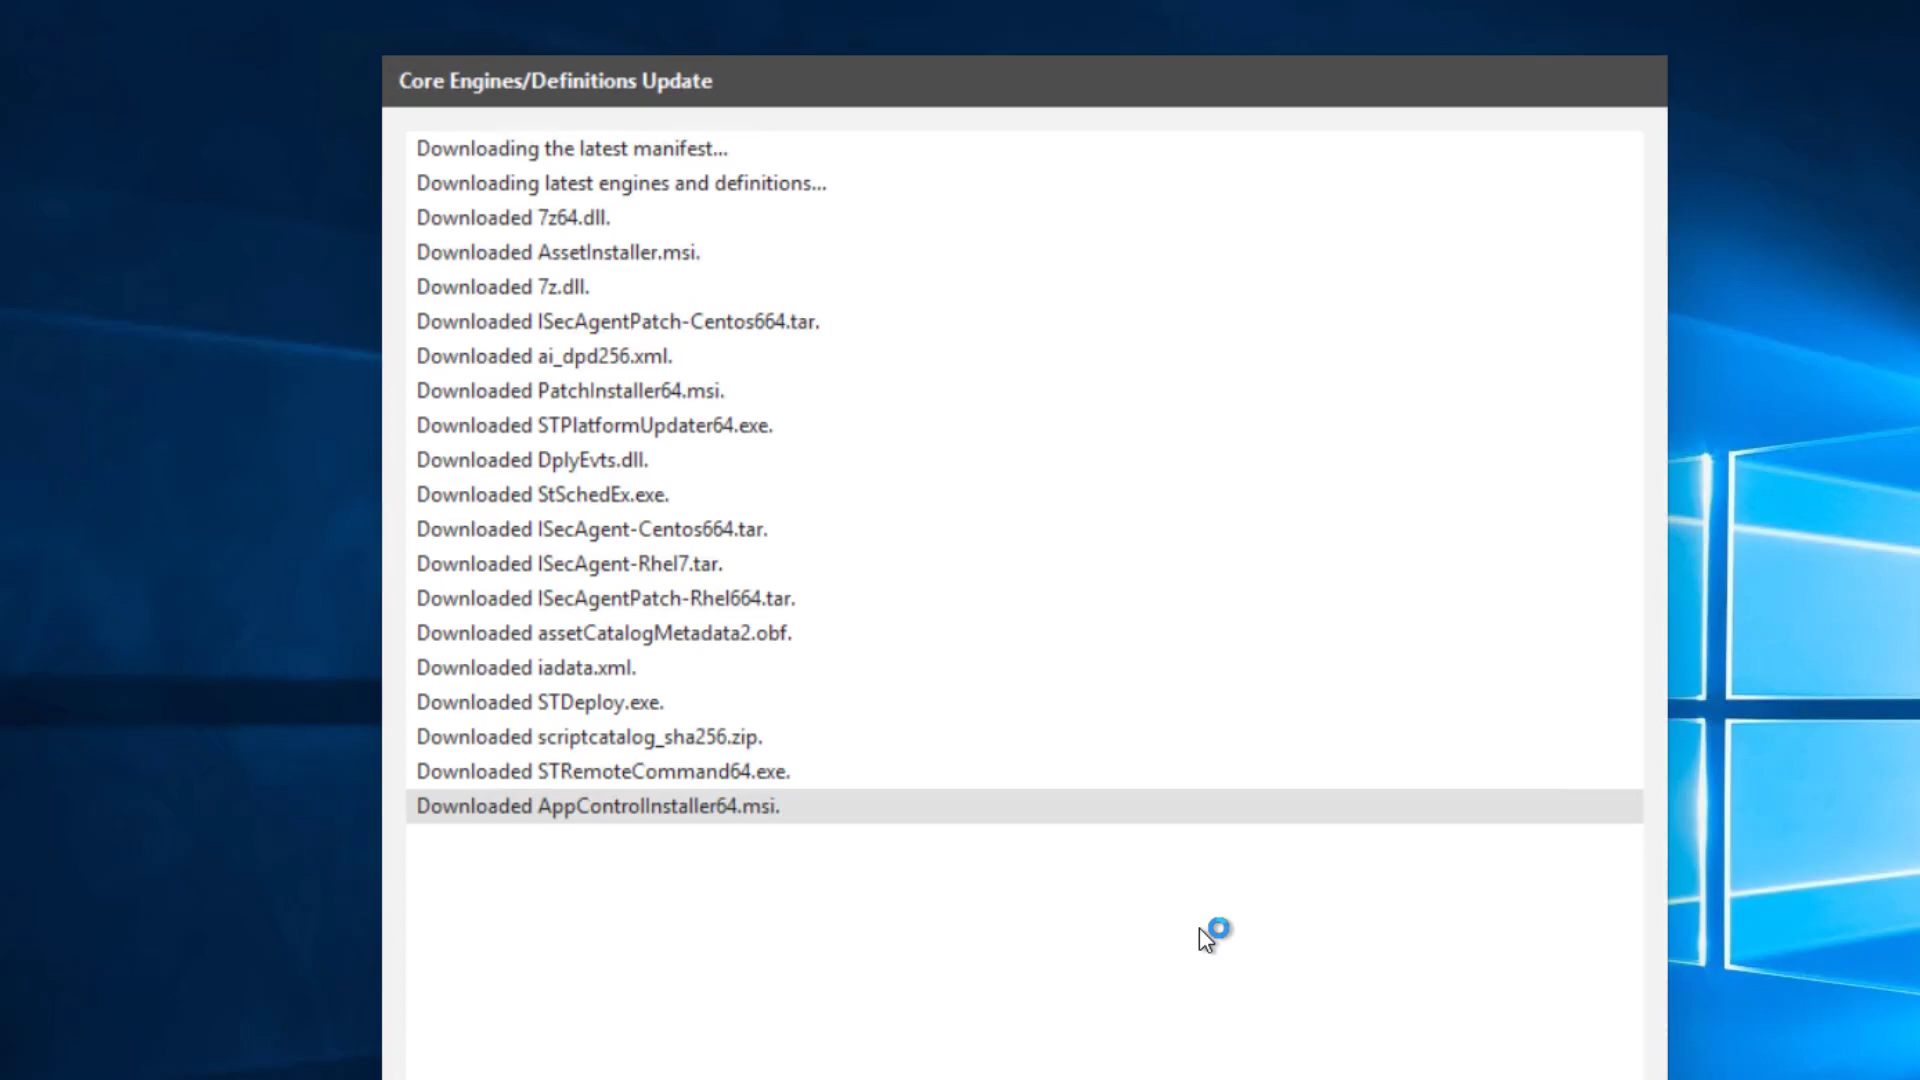 Core Engines/Definitions Update
Downloading the latest manifest...
Downloading latest engines and definitions...
Downloaded 7z64.dll.
Downloaded AssetInstaller.msi.
Downloaded 7z.dll.
Downloaded ISecAgentPatch-Centos664.tar.
Downloaded ai_dpd256.xml.
Downloaded PatchInstaller64.msi.
Downloaded STPlatformUpdater64.exe.
Downloaded DplyEvts.dll.
Downloaded StSchedEx.exe.
Downloaded ISecAgent-Centos664.tar.
Downloaded ISecAgent-Rhel7.tar.
Downloaded ISecAgentPatch-Rhel664.tar.
Downloaded assetCatalogMetadata2.obf.
Downloaded iadata.xml.
Downloaded STDeploy.exe.
Downloaded scriptcatalog_sha256.zip.
Downloaded STRemoteCommand64.exe.
Downloaded AppControlInstaller64.msi.